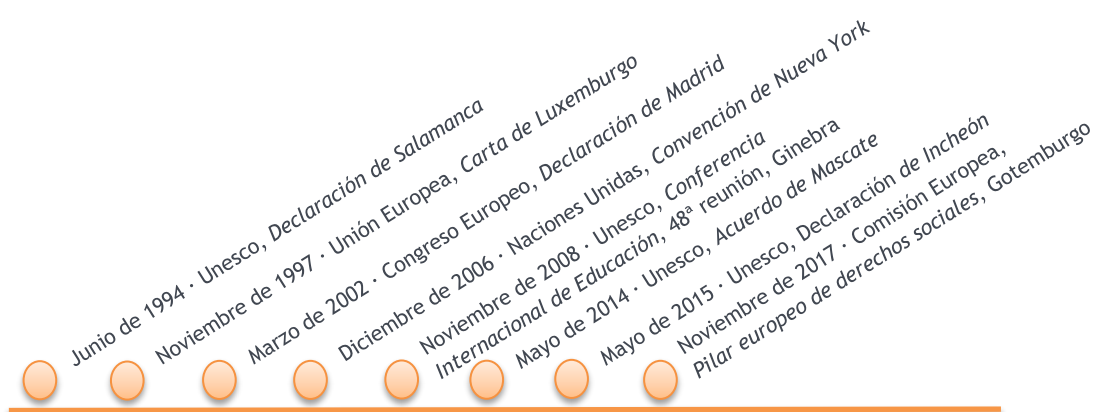 Junio de 1994 · Unesco, Declaración de Salamanca
Noviembre de 1997 · Unión Europea, Carta de Luxemburgo
Marzo de 2002 · Congreso Europeo, Declaración de Madrid
Diciembre de 2006 · Naciones Unidas, Convención de Nueva York
Noviembre de 2008 · Unesco, Conferencia
Internacional de Educación, 48ª reunión, Ginebra
Mayo de 2014 · Unesco, Acuerdo de Mascate
Mayo de 2015 · Unesco, Declaración de Incheón
Noviembre de 2017 · Comisión Europea,
Pilar europeo de derechos sociales, Gotemburgo